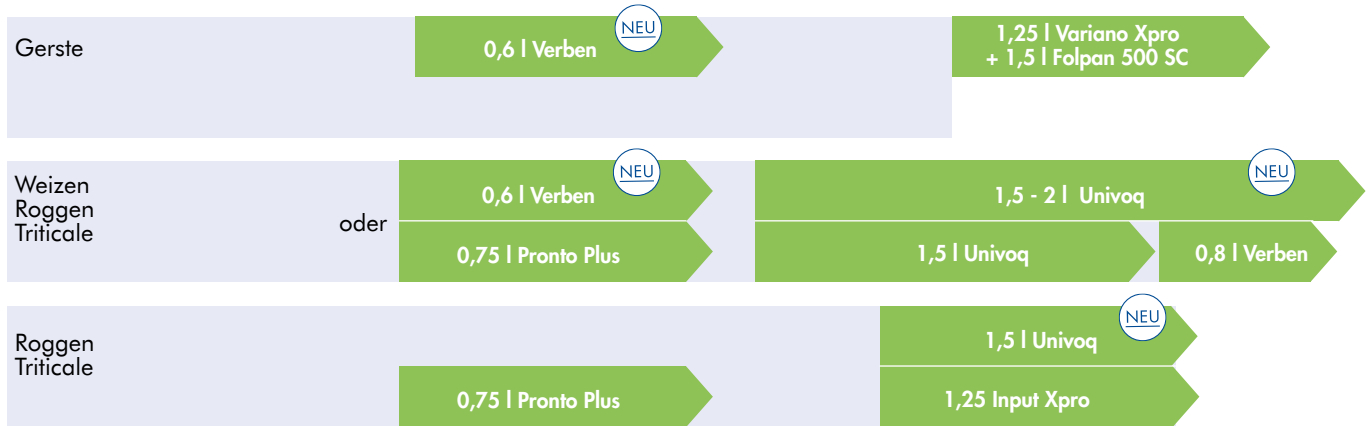 Gerste
0,6 l Verben
NEU
1,25 l Variano Xpro
+ 1,5 l Folpan 500 SC
Weizen
Roggen
Triticale
oder
0,6 l Verben
NEU
1,5 - 2 l Univoq
NEU
0,75 l Pronto Plus
1,5 l Univoq
0,8 l Verben
Roggen
Triticale
1,5 l Univoq
NEU
0,75 l Pronto Plus
1,25 Input Xpro